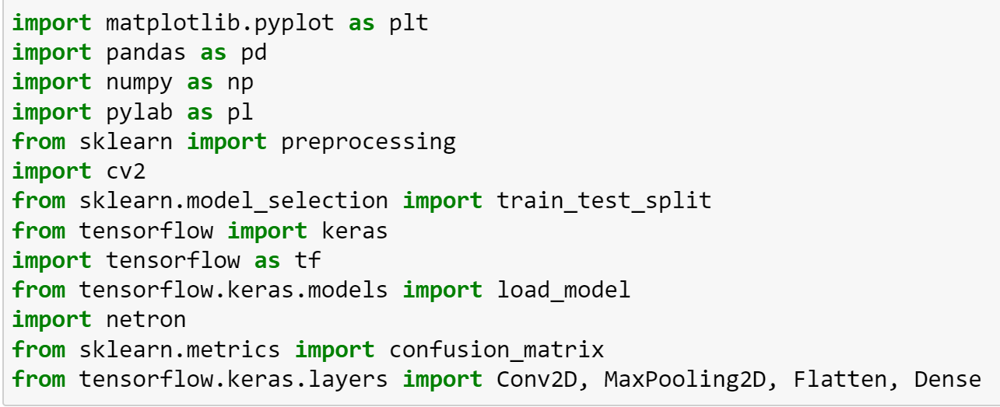 import matplotlib.pyplot as plt
import pandas as pd
import numpy as np
import pylab as pl
from sklearn import preprocessing
import cv2
from sklearn.model_selection import train_test_split
from tensorflow import keras
import tensorflow as tf
from tensorflow.keras.models import load_model
import netron
from sklearn.metrics import confusion_matrix
from tensorflow.keras.layers import Conv2D, MaxPooling2D, Flatten, Dense